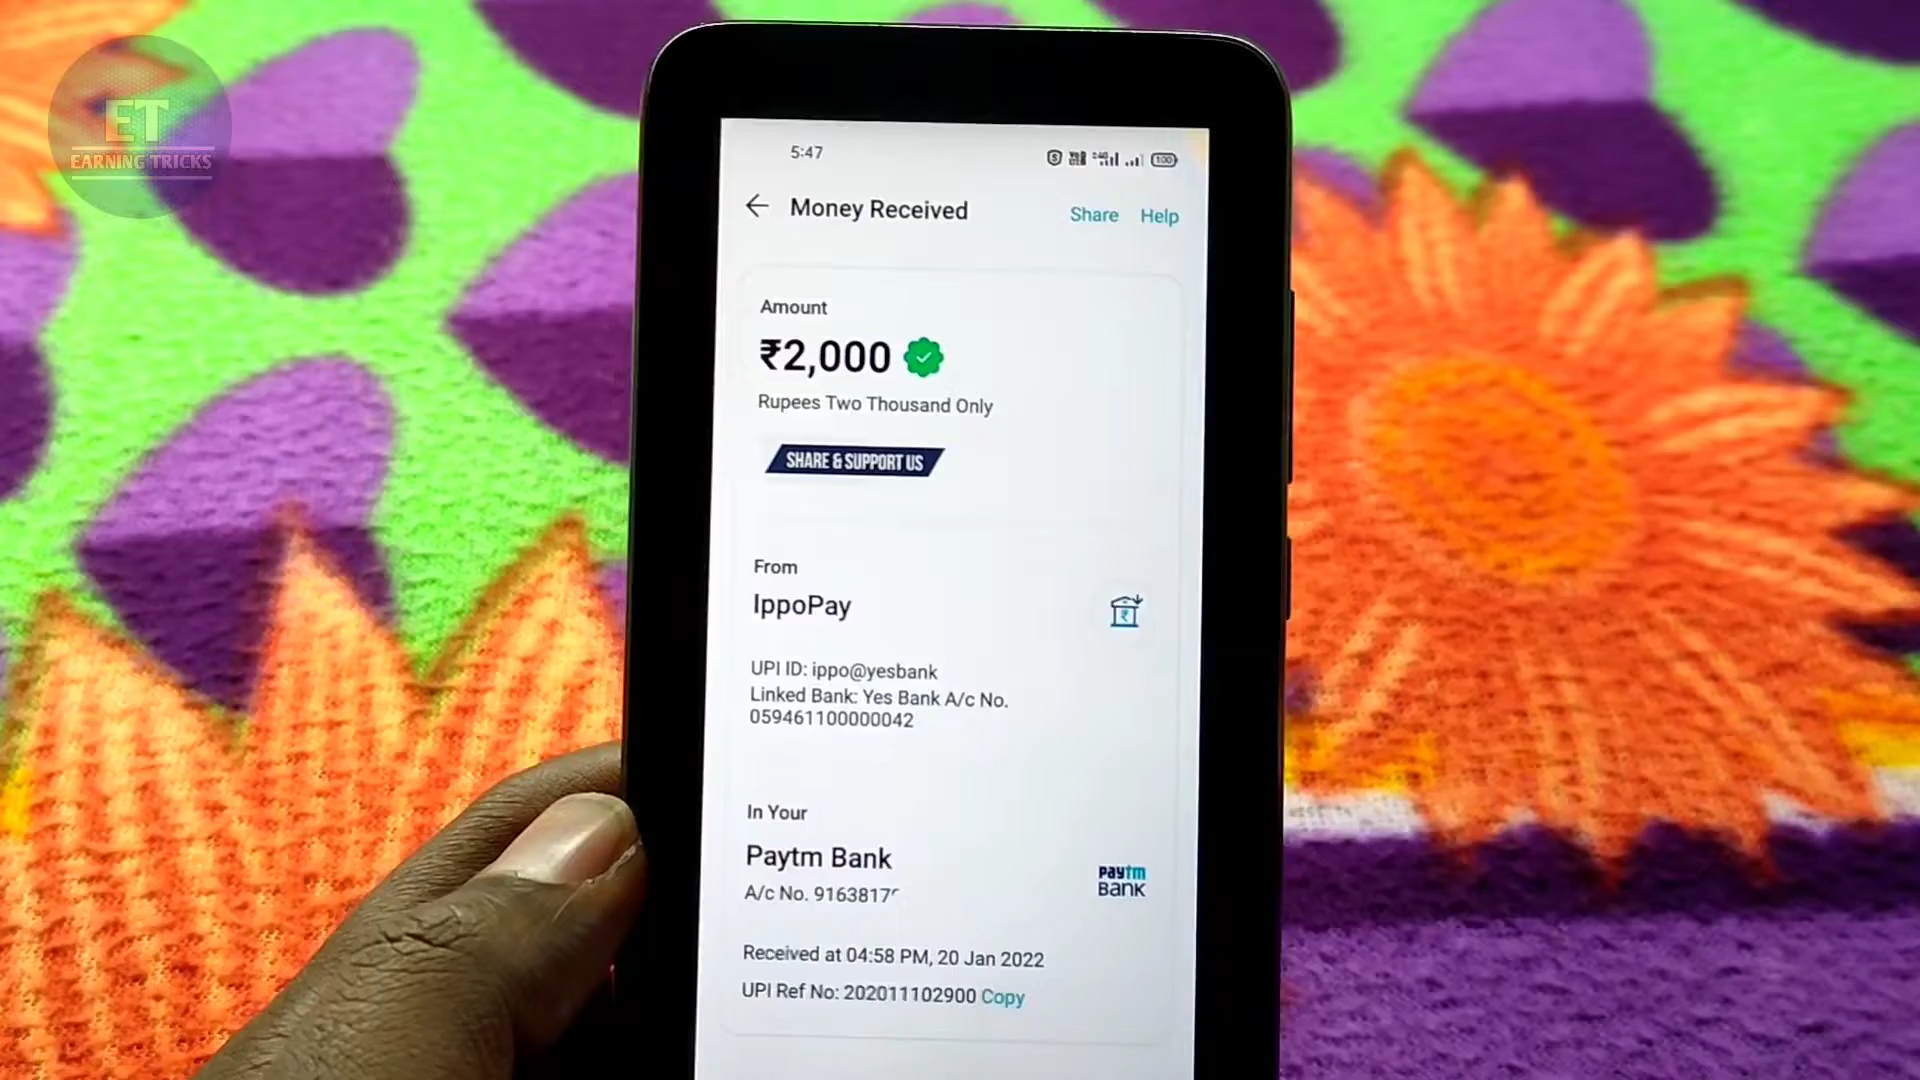 ET
EARNING TRICKS
5:47
100
Money Received
Share Help
Amount
₹2,000
Rupees Two Thousand Only
SHARE & SUPPORT US
From
IppoPay
UPI ID: ippo@yesbank
Linked Bank: Yes Bank A/c No.
059461100000042
In Your
Paytm Bank
A/c No. 9163817
paytm
BANK
Received at 04:58 PM, 20 Jan 2022
UPI Ref No: 202011102900 Copy